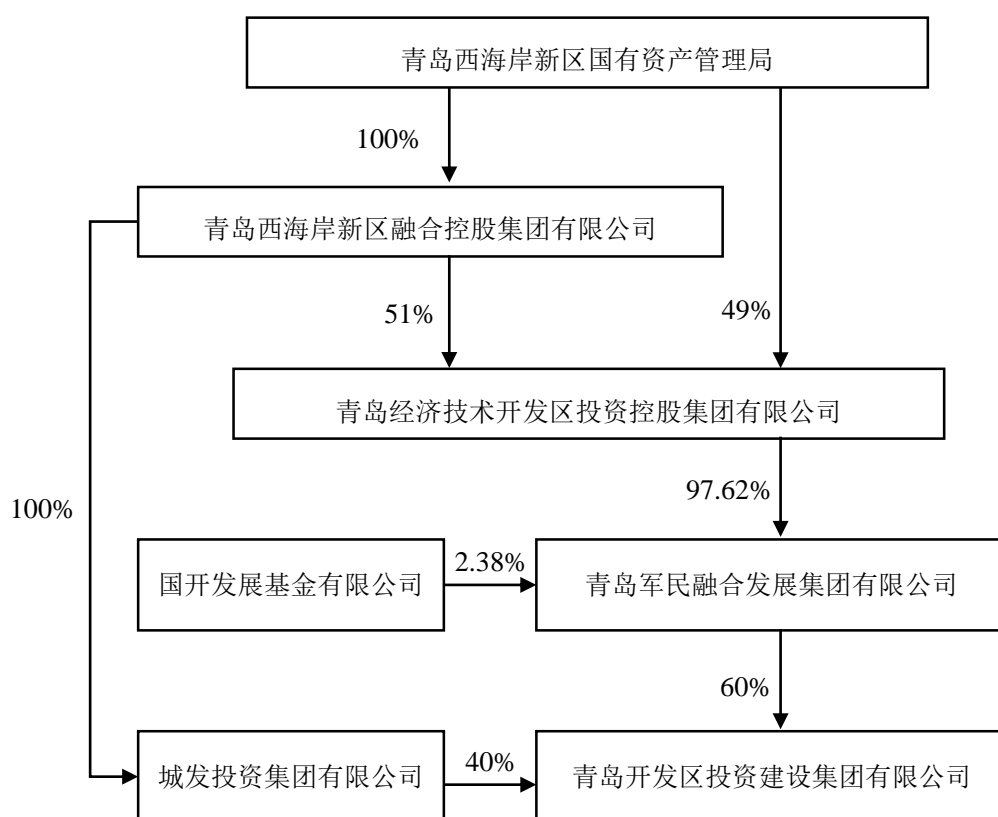 青岛西海岸新区国有资产管理局
100%
青岛西海岸新区融合控股集团有限公司
51%
49%
青岛经济技术开发区投资控股集团有限公司
97.62%
100%
国开发展基金有限公司
2.38%
青岛军民融合发展集团有限公司
60%
城发投资集团有限公司
40%
青岛开发区投资建设集团有限公司